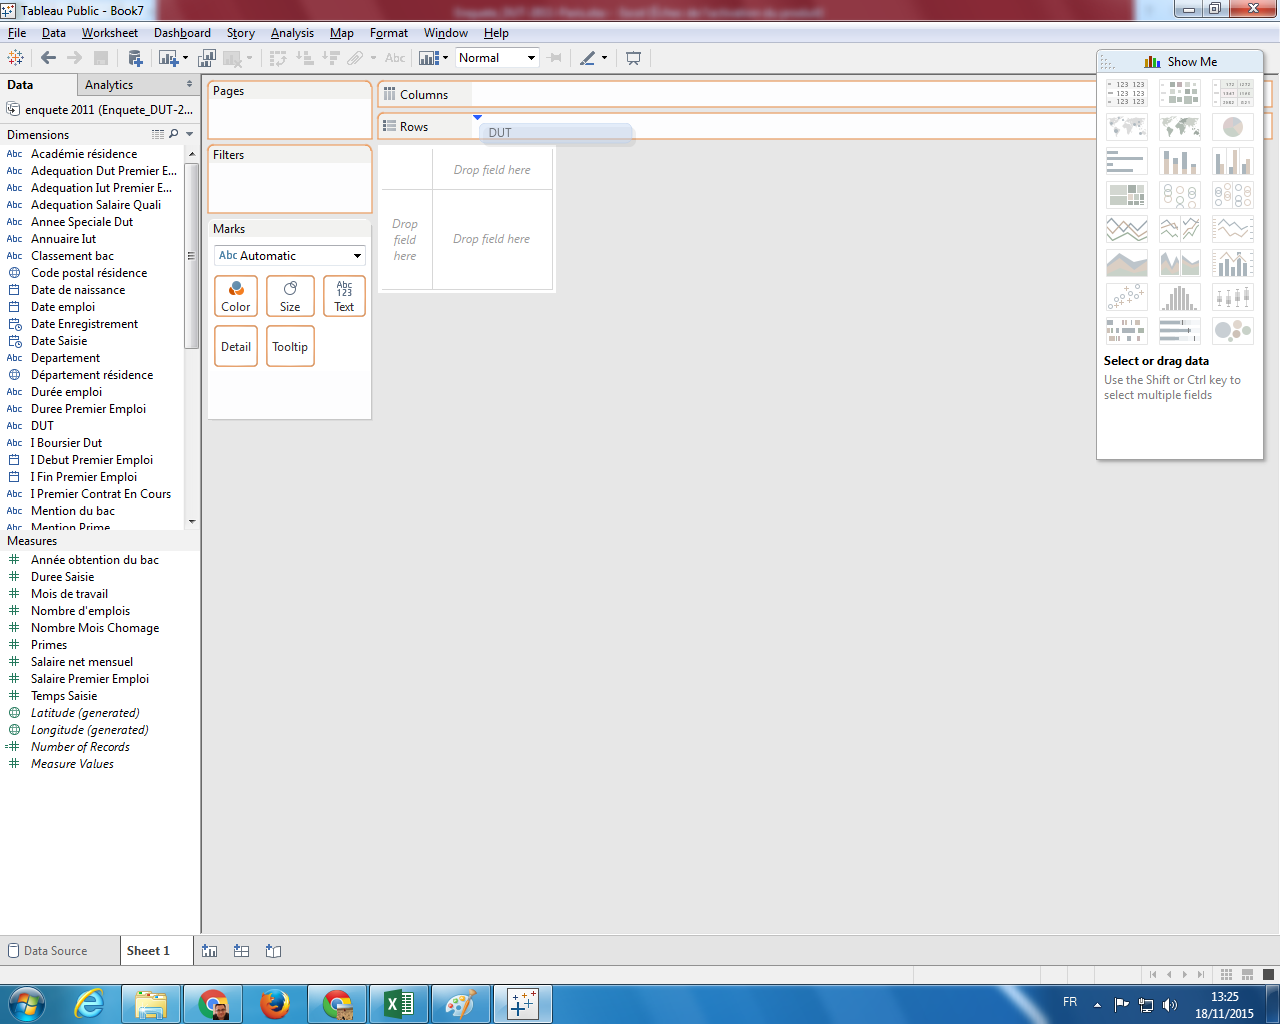 Tableau Public - Book7
File Data Worksheet Dashboard Story Analysis Map Format Window Help
Abc Normal
Data Analytics
enquete 2011 (Enquete_DUT-2...
Dimensions
Abc Académie résidence
Abc Adequation Dut Premier E...
Abc Adequation Iut Premier E...
Abc Adequation Salaire Quali
Abc Annee Speciale Dut
Abc Annuaire Iut
Abc Classement bac
Code postal résidence
Date de naissance
Date emploi
Date Enregistrement
Date Saisie
Abc Departement
Département résidence
Abc Durée emploi
Abc Duree Premier Emploi
Abc DUT
Abc I Boursier Dut
I Debut Premier Emploi
I Fin Premier Emploi
Abc I Premier Contrat En Cours
Abc Mention du bac
Abc Mention Prime
Measures
Année obtention du bac
Duree Saisie
Mois de travail
Nombre d'emplois
Nombre Mois Chomage
Primes
Salaire net mensuel
Salaire Premier Emploi
Temps Saisie
Latitude (generated)
Longitude (generated)
Number of Records
Measure Values
Pages
Filters
Marks
Abc Automatic
Color Size Abc 123 Text
Detail Tooltip
Columns
Rows
DUT
Drop field here
Drop
field
here
Drop field here
Show Me
Select or drag data
Use the Shift or Ctrl key to
select multiple fields
Data Source Sheet 1
FR
13:25
18/11/2015